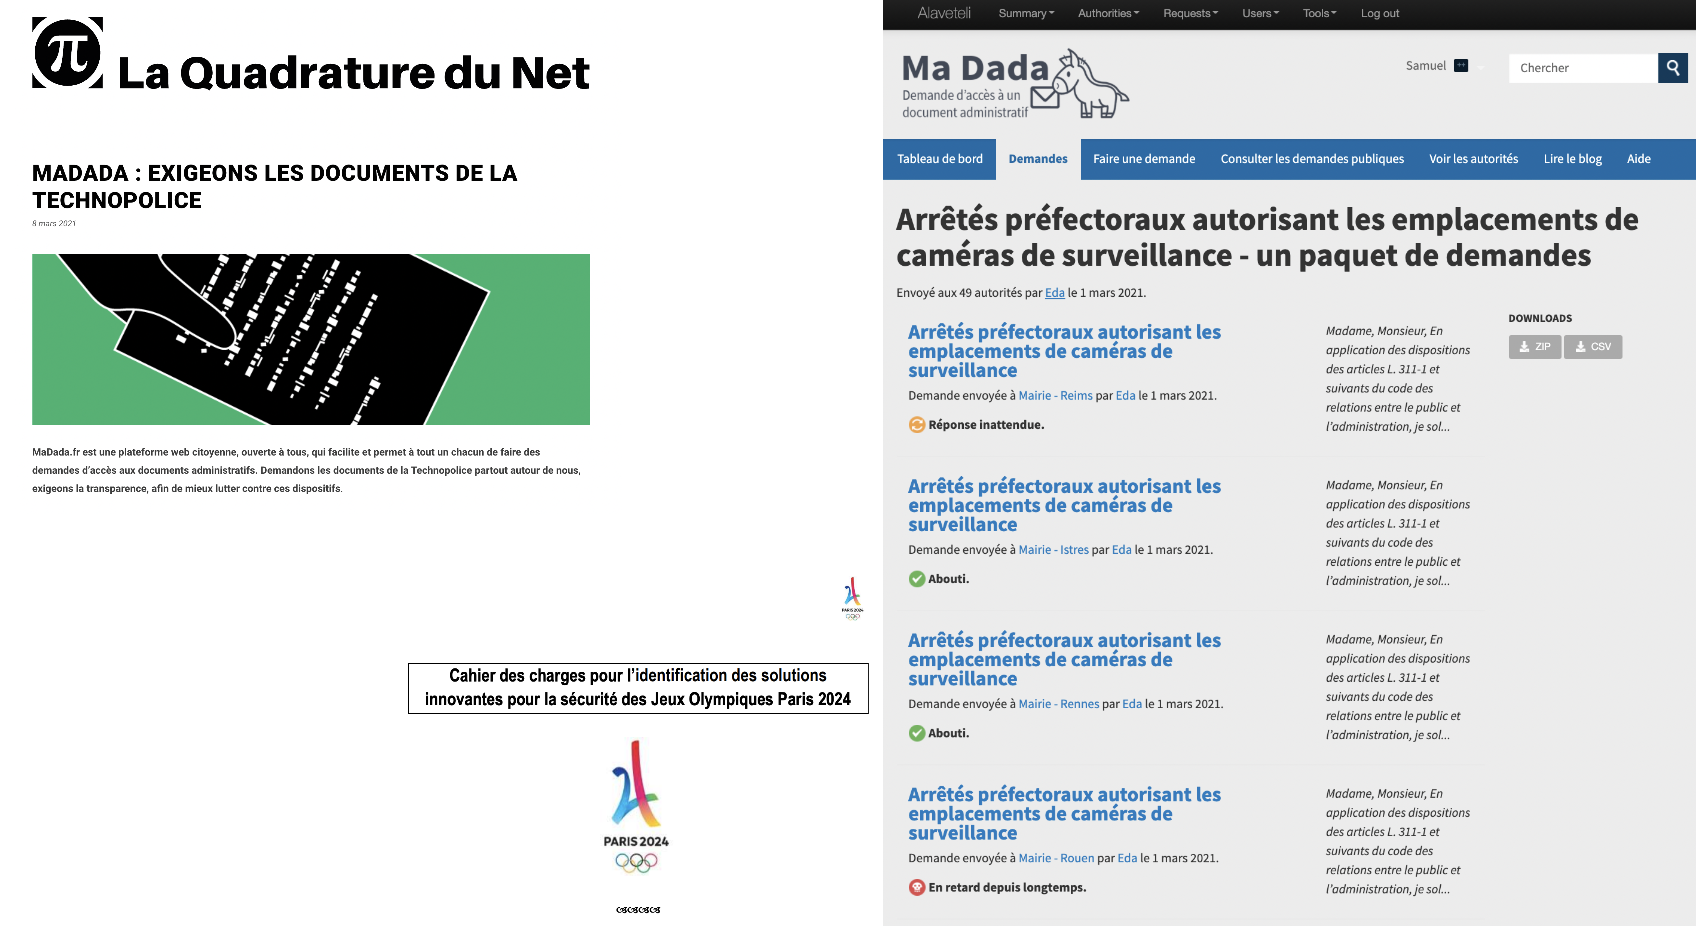 π
La Quadrature du Net
MADADA : EXIGEONS LES DOCUMENTS DE LA
TECHNOPOLICE
8 mars 2021
MaDada.fr est une plateforme web citoyenne, ouverte à tous, qui facilite et permet à tout un chacun de faire des
demandes d'accès aux documents administratifs. Demandons les documents de la Technopolice partout autour de nous,
exigeons la transparence, afin de mieux lutter contre ces dispositifs.
PARIS 2024
Cahier des charges pour l'identification des solutions
innovantes pour la sécurité des Jeux Olympiques Paris 2024
PARIS 2024
Alaveteli Summary Authorities Requests Users Tools Log out
Ma Dada
Demande d'accès à un
document administratif
Samuel
Chercher
Tableau de bord Demandes Faire une demande Consulter les demandes publiques Voir les autorités Lire le blog Aide
Arrêtés préfectoraux autorisant les emplacements de
caméras de surveillance - un paquet de demandes
Envoyé aux 49 autorités par Eda le 1 mars 2021.
DOWNLOADS
ZIP CSV
Arrêtés préfectoraux autorisant les
emplacements de caméras de
surveillance
Demande envoyée à Mairie - Reims par Eda le 1 mars 2021.
Réponse inattendue.
Madame, Monsieur, En
application des dispositions
des articles L. 311-1 et
suivants du code des
relations entre le public et
l'administration, je sol...
Arrêtés préfectoraux autorisant les
emplacements de caméras de
surveillance
Demande envoyée à Mairie - Istres par Eda le 1 mars 2021.
Abouti.
Madame, Monsieur, En
application des dispositions
des articles L. 311-1 et
suivants du code des
relations entre le public et
l'administration, je sol...
Arrêtés préfectoraux autorisant les
emplacements de caméras de
surveillance
Demande envoyée à Mairie - Rennes par Eda le 1 mars 2021.
Abouti.
Madame, Monsieur, En
application des dispositions
des articles L. 311-1 et
suivants du code des
relations entre le public et
l'administration, je sol...
Arrêtés préfectoraux autorisant les
emplacements de caméras de
surveillance
Demande envoyée à Mairie - Rouen par Eda le 1 mars 2021.
En retard depuis longtemps.
Madame, Monsieur, En
application des dispositions
des articles L. 311-1 et
suivants du code des
relations entre le public et
l'administration, je sol...